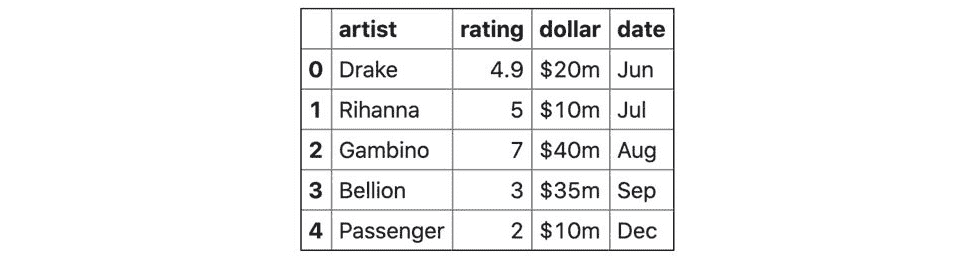 artist rating dollar date
0 Drake 4.9 $20m Jun
1 Rihanna 5 $10m Jul
2 Gambino 7 $40m Aug
3 Bellion 3 $35m Sep
4 Passenger 2 $10m Dec